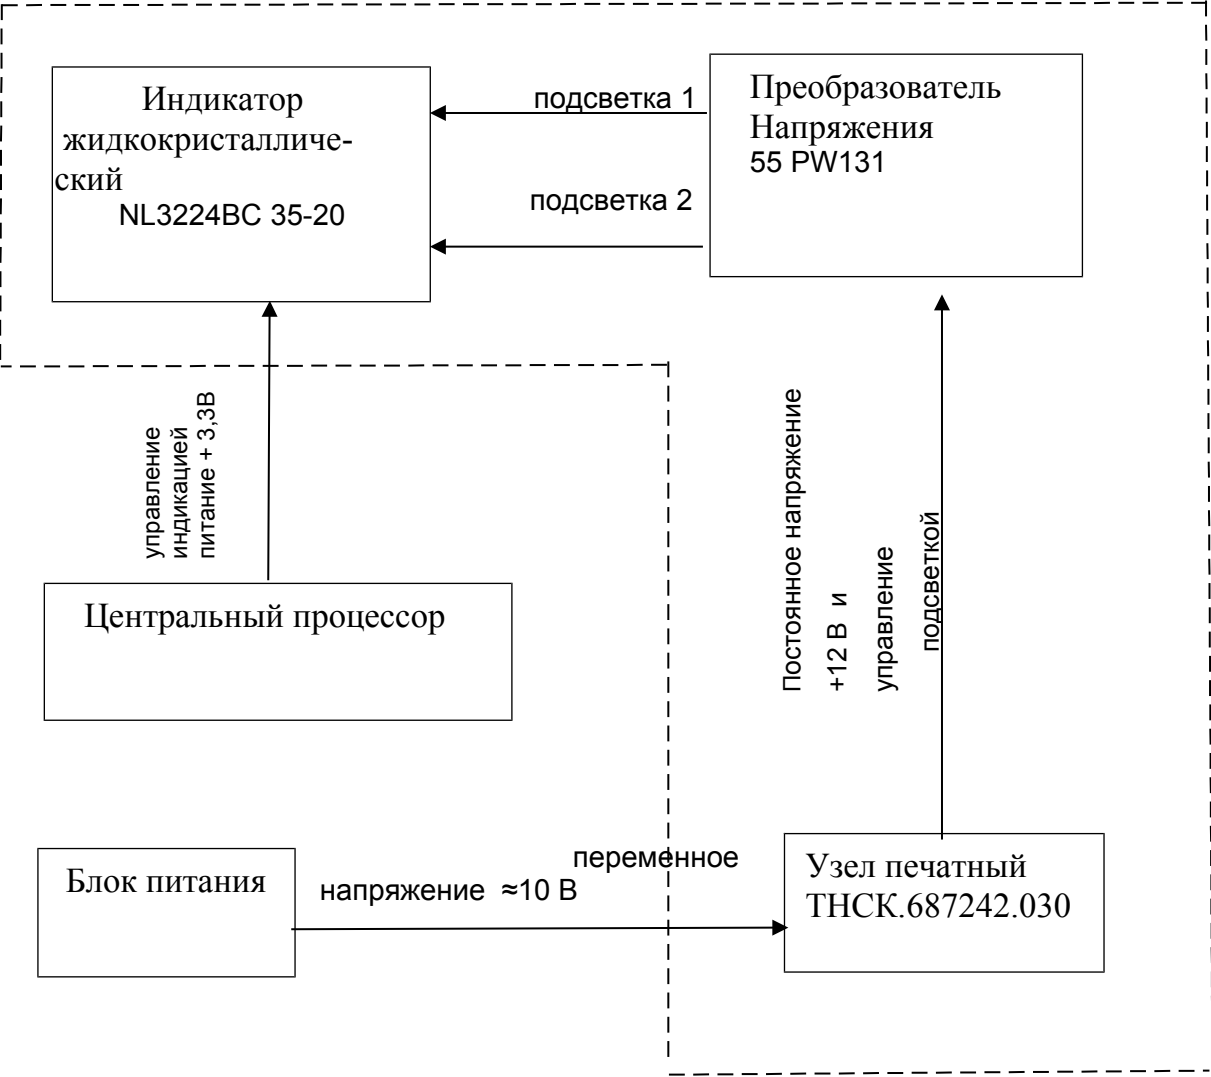 Индикатор
жидкокристалличе-
ский
NL3224BC 35-20
подсветка 1
подсветка 2
Преобразователь
Напряжения
55 PW131
управление
индикацией
питание + 3,3В
Постоянное напряжение
+12 В и
управление
подсветкой
Центральный процессор
Блок питания
переменное
напряжение ≈10 В
Узел печатный
ТНСК.687242.030